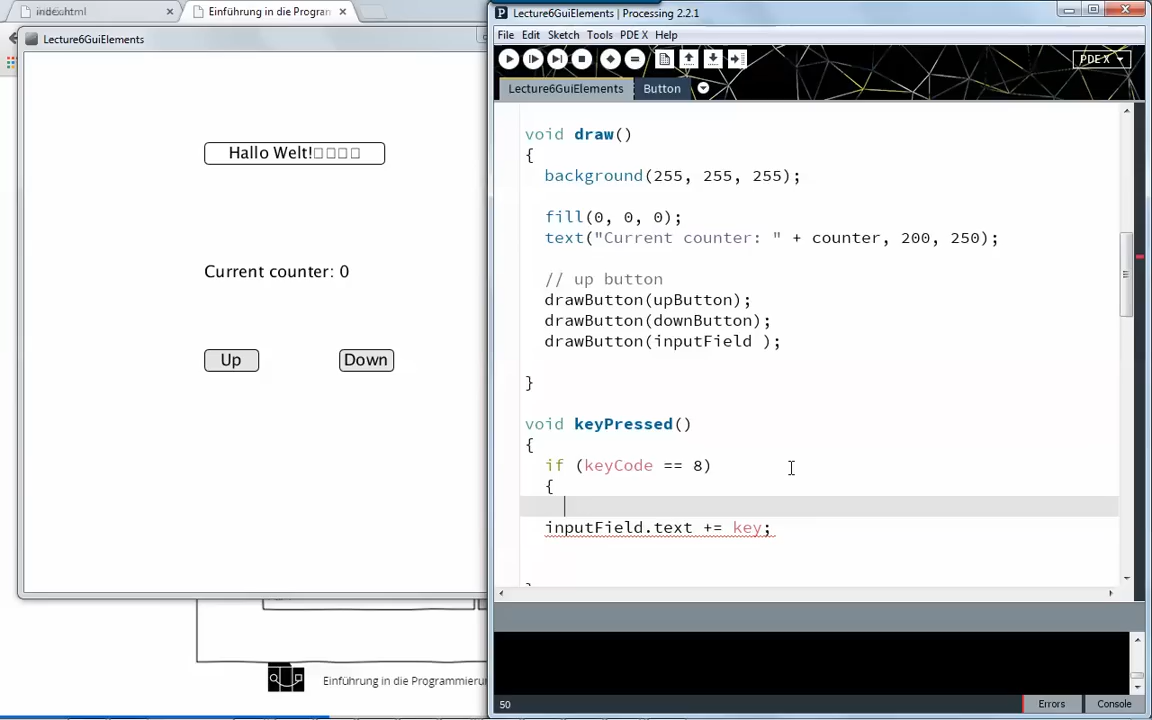 index.html
Einführung in die Program
Lecture6GuiElements
Hallo Welt!
Current counter: 0
Up
Down
Einführung in die Programmierun
Lecture6GuiElements | Processing 2.2.1
File Edit Sketch Tools PDE X Help
PDE X
Lecture6GuiElements
Button
void draw()
{
background(255, 255, 255);
fill(0, 0, 0);
text("Current counter: " + counter, 200, 250);
// up button
drawButton(upButton);
drawButton(downButton);
drawButton(inputField );
}
void keyPressed()
{
if (keyCode == 8)
{
inputField.text += key;
50
Errors
Console